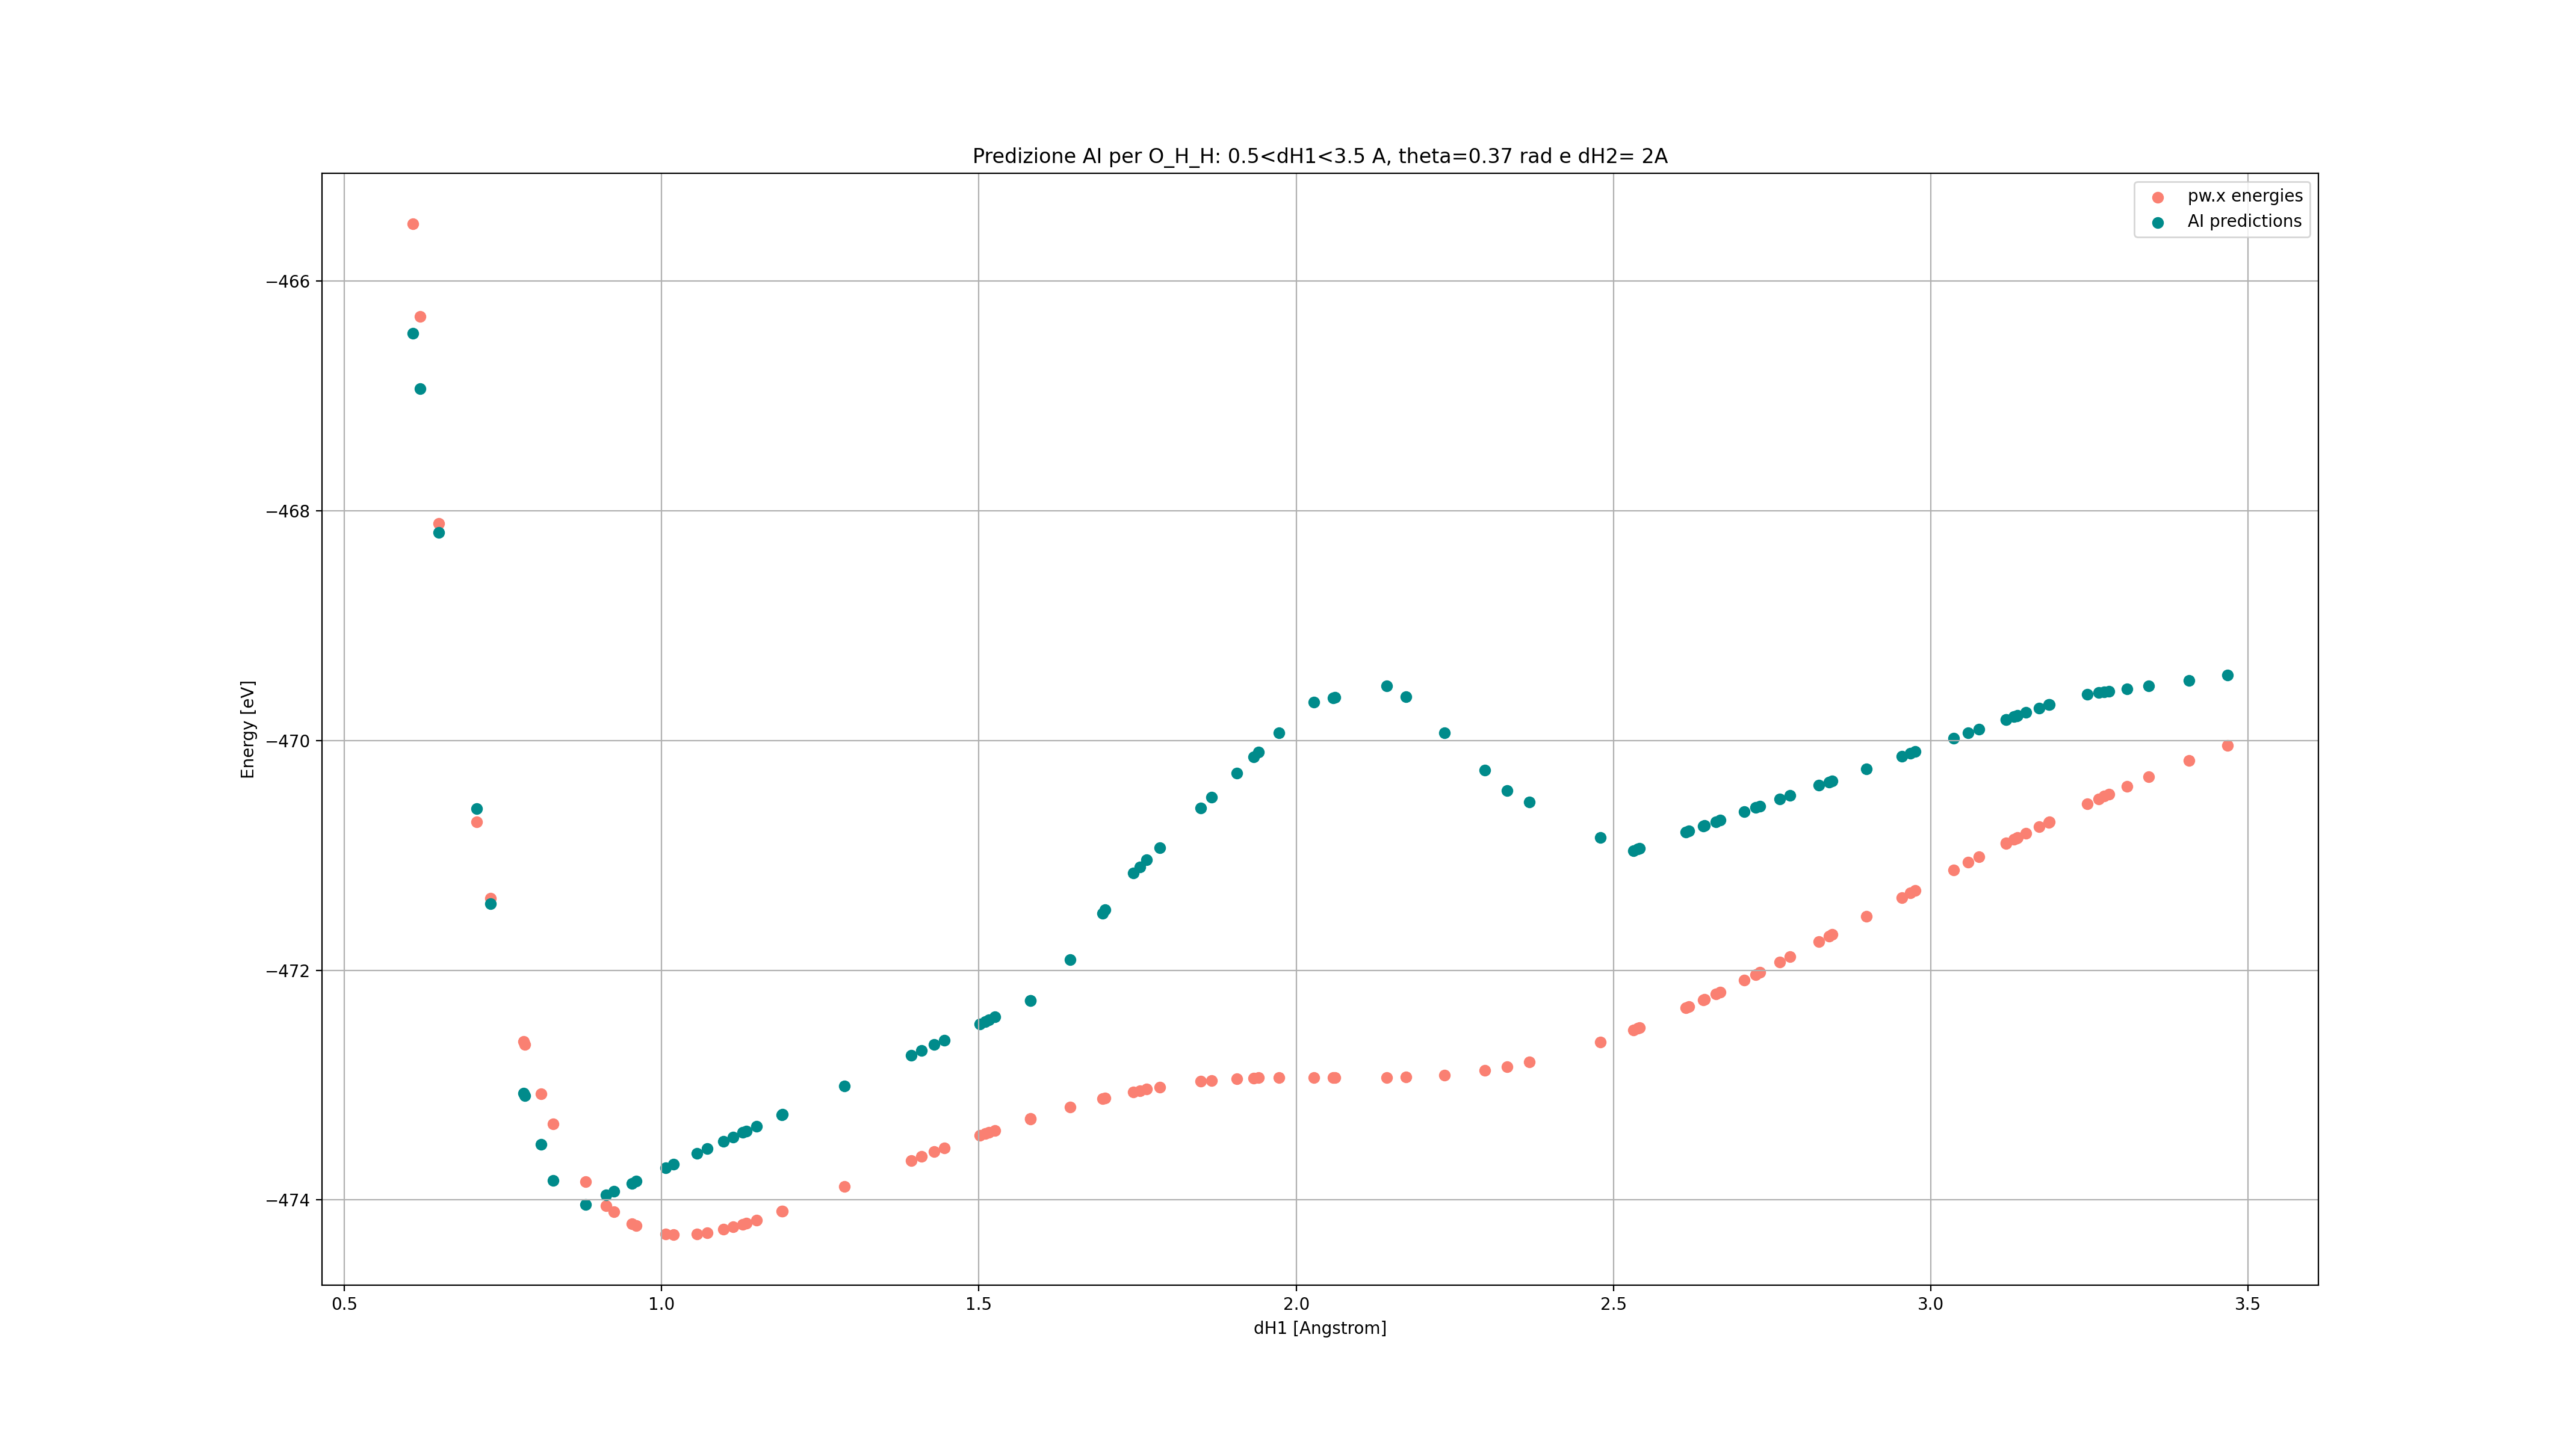 Predizione AI per O_H_H: 0.5<dH1<3.5 A, theta=0.37 rad e dH2= 2A
pw.x energies
AI predictions
−466
−468
−470
−472
−474
Energy [eV]
0.5 1.0 1.5 2.0 2.5 3.0 3.5
dH1 [Angstrom]